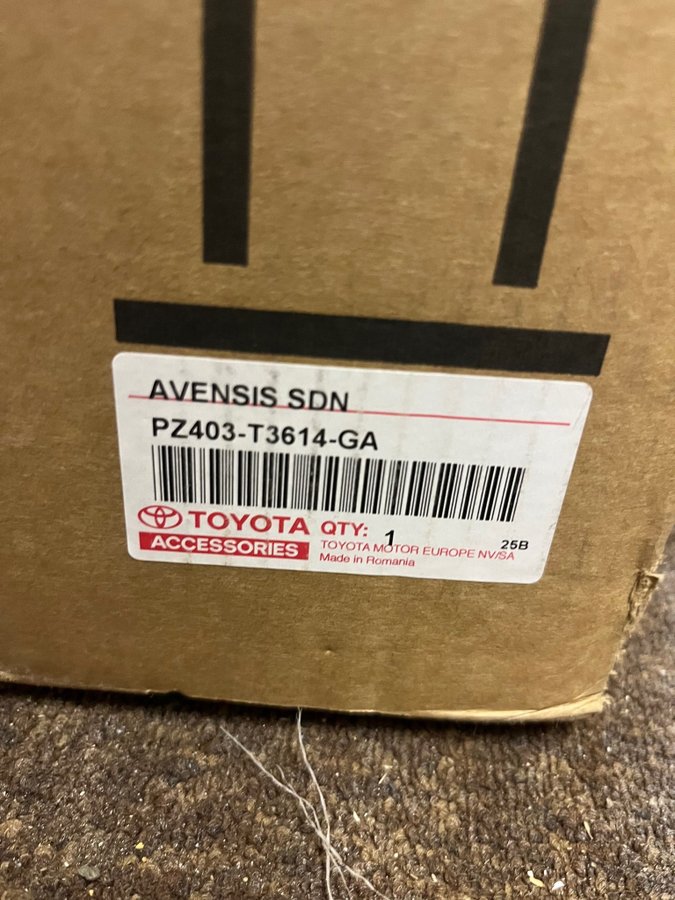 AVENSIS SDN
PZ403-T3614-GA
TOYOTA QTY: 1 25B
ACCESSORIES TOYOTA MOTOR EUROPE NV/SA
Made in Romania